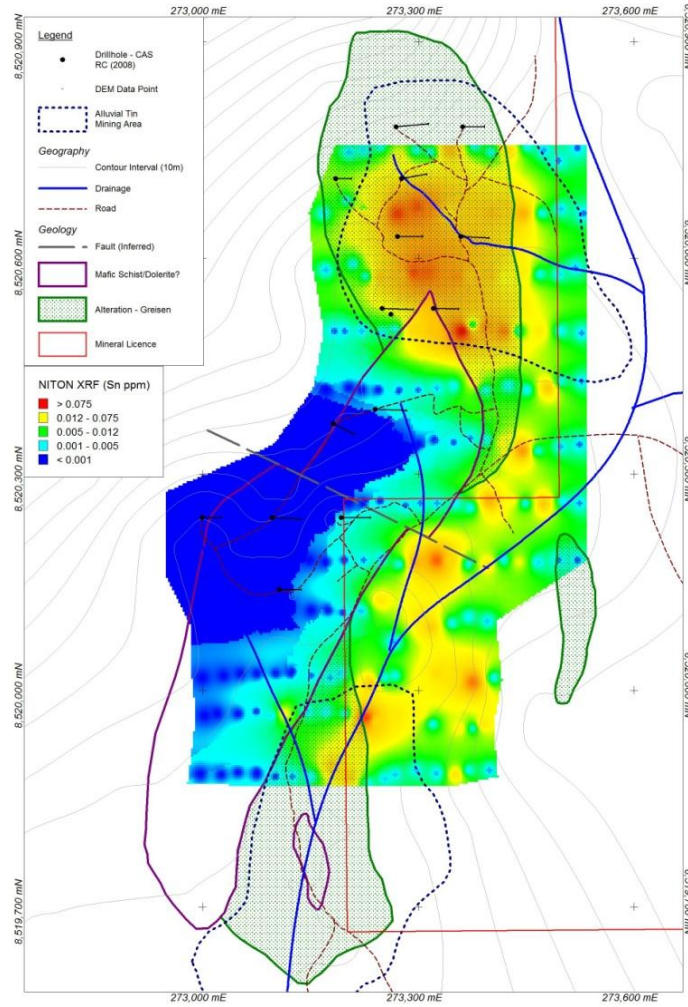 273,000 mE 273,300 mE 273,600 mE
8,520,900 mN
Legend
Drillhole - CAS
RC (2008)
DEM Data Point
Alluvial Tin
Mining Area
Geography
Contour Interval (10m)
Drainage
Road
Geology
Fault (Inferred)
Mafic Schist/Dolerite?
Alteration - Greisen
Mineral Licence
8,520,600 mN
NITON XRF (Sn ppm)
> 0.075
0.012 - 0.075
0.005 - 0.012
0.001 - 0.005
< 0.001
8,520,300 mN
8,520,000 mN
8,519,700 mN
273,000 mE 273,300 mE 273,600 mE